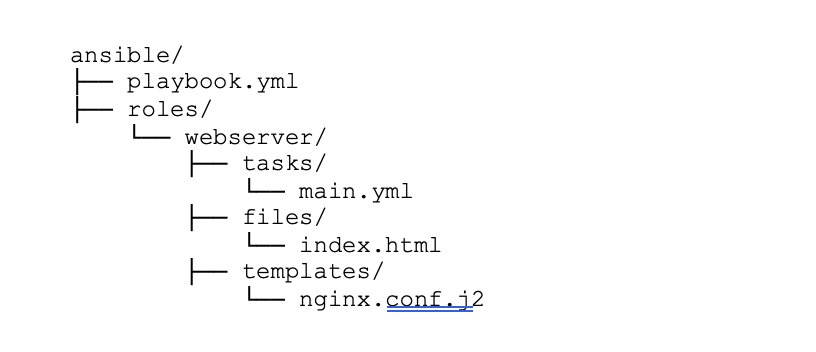 ansible/
├── playbook.yml
├── roles/
    └── webserver/
        ├── tasks/
            └── main.yml
        ├── files/
            └── index.html
        ├── templates/
            └── nginx.conf.j2